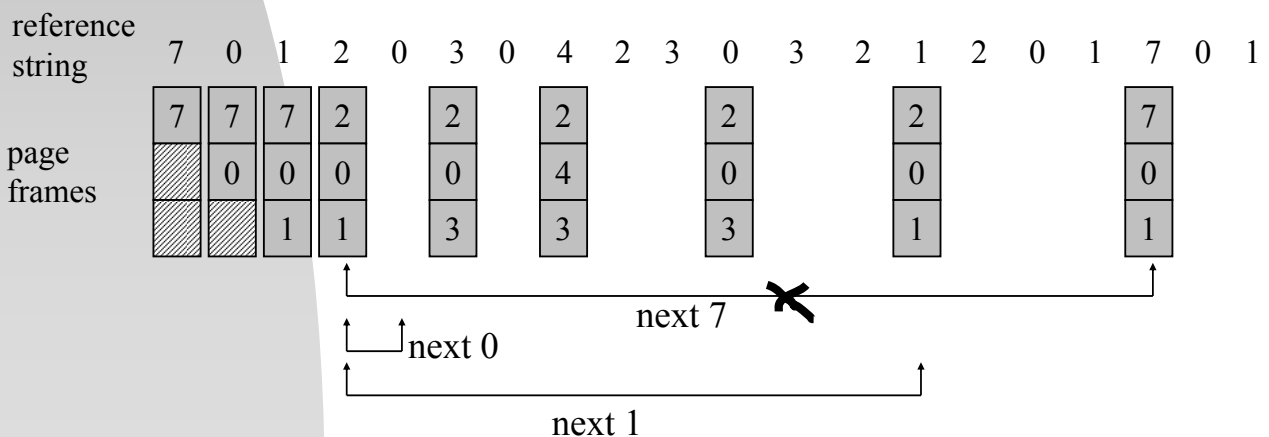 reference
string
7 0 1 2 0 3 0 4 2 3 0 3 2 1 2 0 1 7 0 1
7 7 7 2 2 2 2 2 7
page
frames
0 0 0 0 4 0 0 0
1 1 3 3 3 1 1
next 7
next 0
next 1